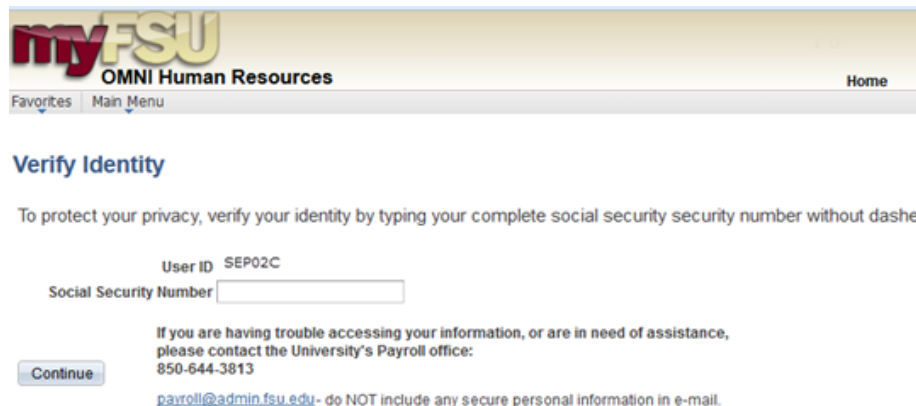 myFSU
OMNI Human Resources
Home
Favorites Main Menu
Verify Identity
To protect your privacy, verify your identity by typing your complete social security security number without dashe
User ID SEP02C
Social Security Number
If you are having trouble accessing your information, or are in need of assistance,
please contact the University's Payroll office:
850-644-3813
Continue
payroll@admin.fsu.edu- do NOT include any secure personal information in e-mail.